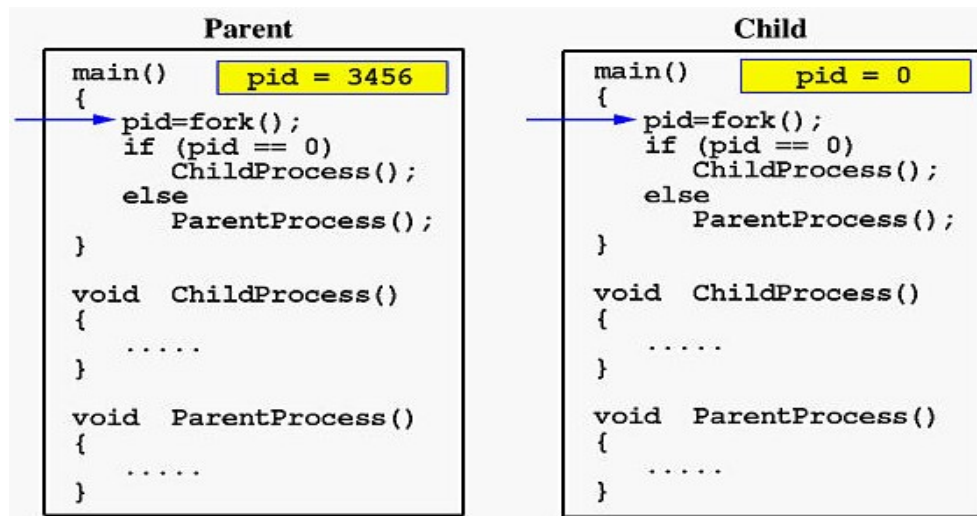 Parent
main()
pid = 3456
{
pid=fork();
if (pid == 0)
ChildProcess();
else
ParentProcess();
}
void ChildProcess()
{
.....
}
void ParentProcess()
{
.....
}
Child
main()
pid = 0
{
pid=fork();
if (pid == 0)
ChildProcess();
else
ParentProcess();
}
void ChildProcess()
{
.....
}
void ParentProcess()
{
.....
}